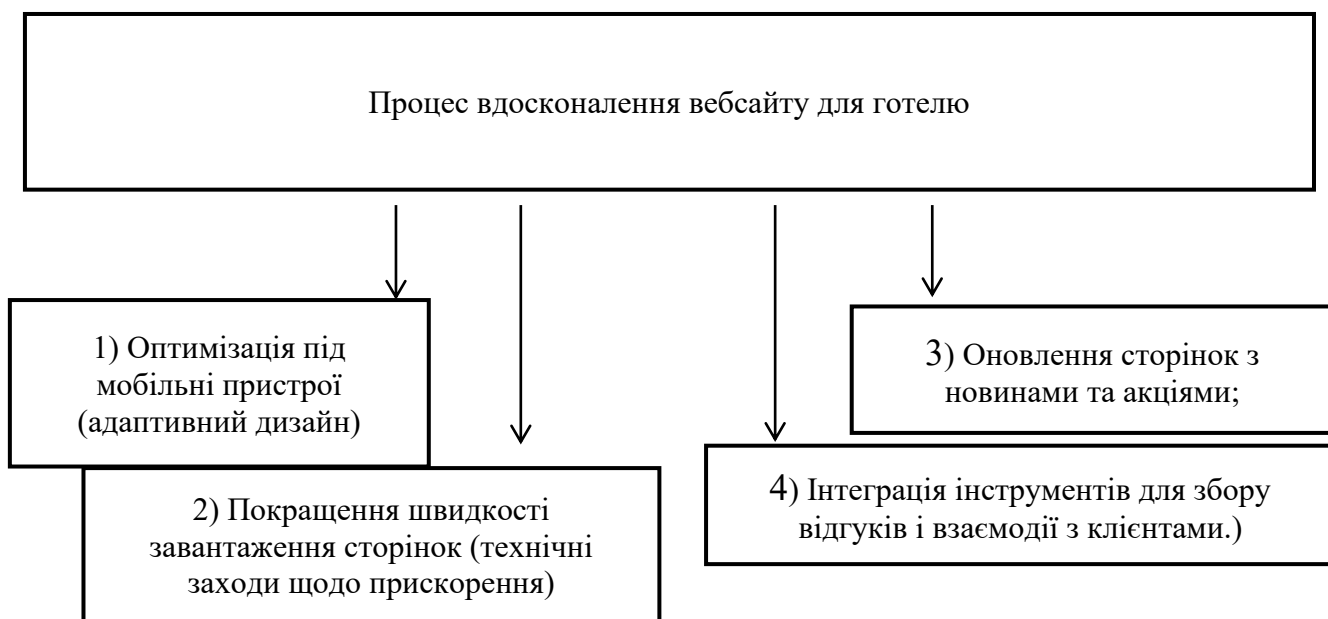 Процес вдосконалення вебсайту для готелю
1) Оптимізація під
мобільні пристрої
(адаптивний дизайн)
2) Покращення швидкості
завантаження сторінок (технічні
заходи щодо прискорення)
3) Оновлення сторінок з
новинами та акціями;
4) Інтеграція інструментів для збору
відгуків і взаємодії з клієнтами.)